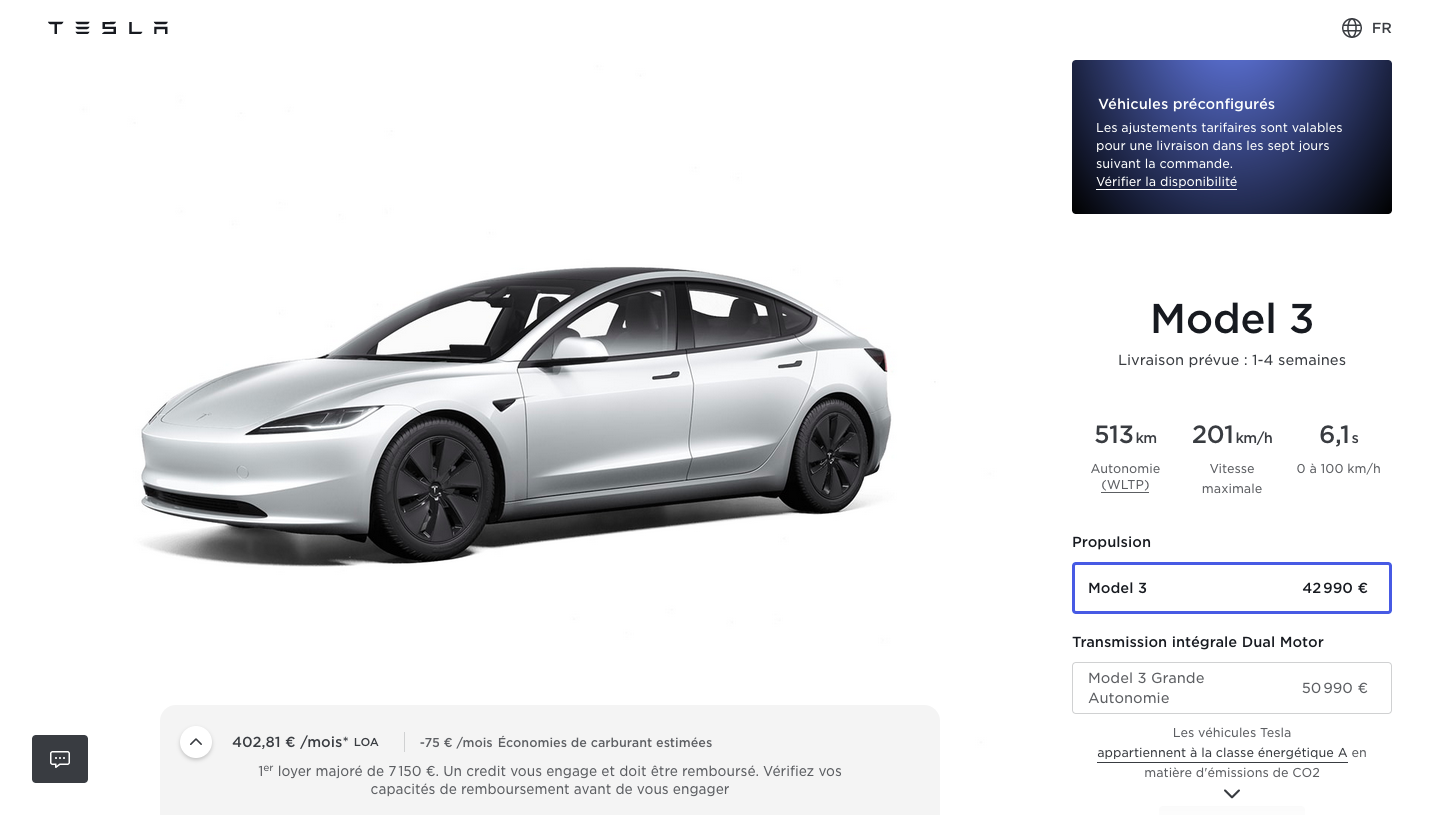 TESLA
FR
Véhicules préconfigurés
Les ajustements tarifaires sont valables
pour une livraison dans les sept jours
suivant la commande.
Vérifier la disponibilité
Model 3
Livraison prévue : 1-4 semaines
513 km
Autonomie
(WLTP)
201 km/h
Vitesse
maximale
6,1 s
0 à 100 km/h
Propulsion
Model 3 42 990 €
Transmission intégrale Dual Motor
Model 3 Grande
Autonomie
50 990 €
Les véhicules Tesla
appartiennent à la classe énergétique A en
matière d'émissions de CO2
402,81 € /mois* LOA
-75 € /mois Économies de carburant estimées
1er loyer majoré de 7 150 €. Un credit vous engage et doit être remboursé. Vérifiez vos
capacités de remboursement avant de vous engager